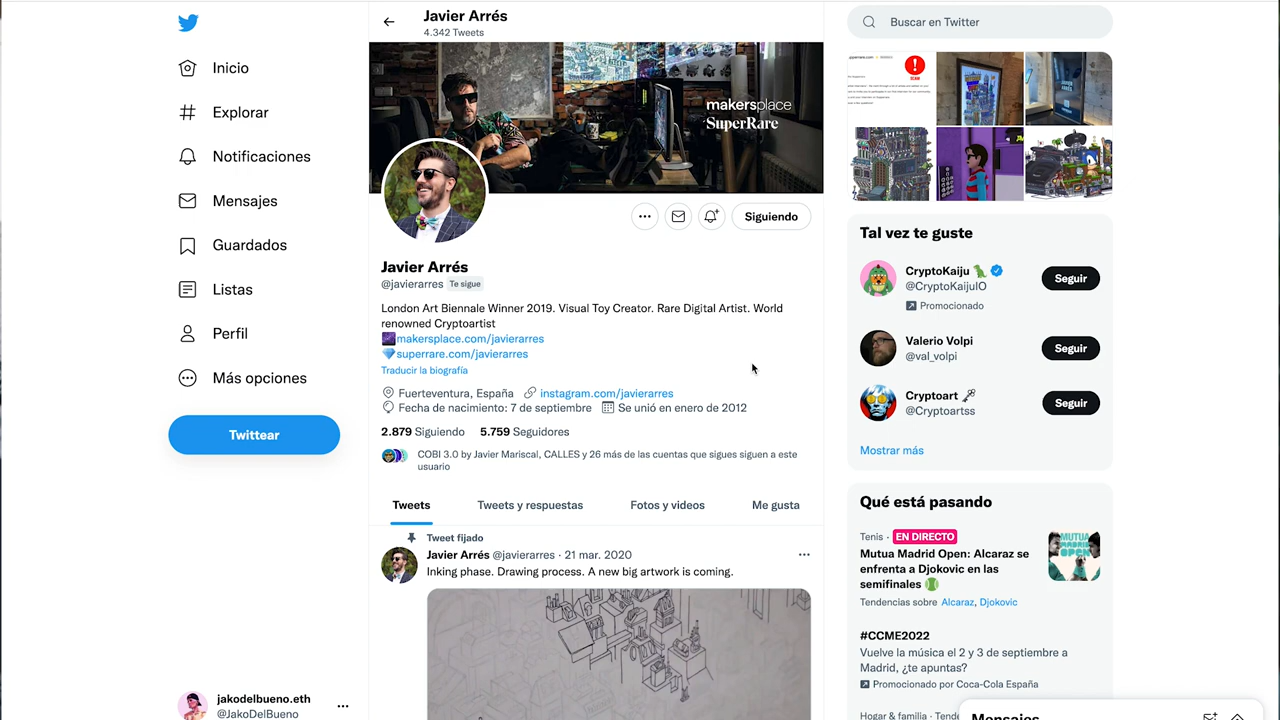 Inicio
Explorar
Notificaciones
Mensajes
Guardados
Listas
Perfil
Más opciones
Twittear
jakodelbueno.eth
@JakoDelBueno
Javier Arrés
4.342 Tweets
makersplace
SuperRare
Siguiendo
Javier Arrés
@javierarres Te sigue
London Art Biennale Winner 2019. Visual Toy Creator. Rare Digital Artist. World
renowned Cryptoartist
makersplace.com/javierarres
superrare.com/javierarres
Traducir la biografía
Fuerteventura, España instagram.com/javierarres
Fecha de nacimiento: 7 de septiembre Se unió en enero de 2012
2.879 Siguiendo 5.759 Seguidores
COBI 3.0 by Javier Mariscal, CALLES y 26 más de las cuentas que sigues siguen a este
usuario
Tweets Tweets y respuestas Fotos y videos Me gusta
Tweet fijado
Javier Arrés @javierarres · 21 mar. 2020
Inking phase. Drawing process. A new big artwork is coming.
Buscar en Twitter
Tal vez te guste
CryptoKaiju
@CryptoKaijuIO
Promocionado
Seguir
Valerio Volpi
@val_volpi
Seguir
Cryptoart
@Cryptoartss
Seguir
Mostrar más
Qué está pasando
Tenis · EN DIRECTO
Mutua Madrid Open: Alcaraz se
enfrenta a Djokovic en las
semifinales
MUTUA
MADRID
OPEN
Tendencias sobre Alcaraz, Djokovic
#CCME2022
Vuelve la música el 2 y 3 de septiembre a
Madrid, ¿te apuntas?
Promocionado por Coca-Cola España
Hogar & familia · Tende
Mensajes